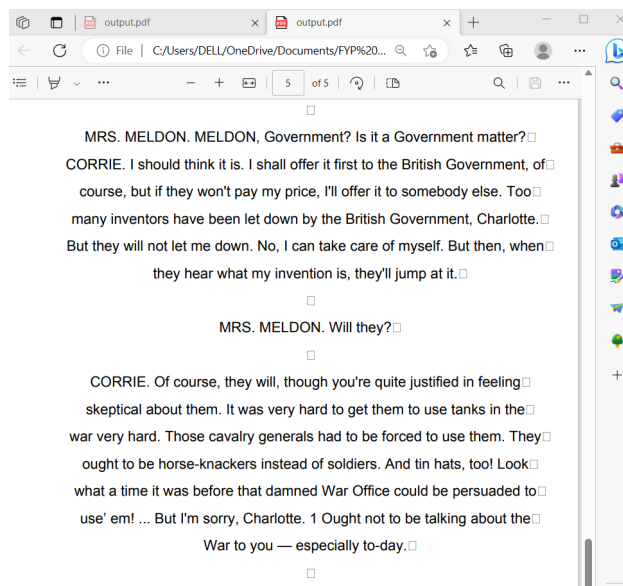 output.pdf
output.pdf
File
C:/Users/DELL/OneDrive/Documents/FYP%20...
5 of 5
MRS. MELDON. MELDON, Government? Is it a Government matter?
CORRIE. I should think it is. I shall offer it first to the British Government, of
course, but if they won't pay my price, I'll offer it to somebody else. Too
many inventors have been let down by the British Government, Charlotte.
But they will not let me down. No, I can take care of myself. But then, when
they hear what my invention is, they'll jump at it.
MRS. MELDON. Will they?
CORRIE. Of course, they will, though you're quite justified in feeling
skeptical about them. It was very hard to get them to use tanks in the
war very hard. Those cavalry generals had to be forced to use them. They
ought to be horse-knackers instead of soldiers. And tin hats, too! Look
what a time it was before that damned War Office could be persuaded to
use' em! ... But I'm sorry, Charlotte. 1 Ought not to be talking about the
War to you — especially to-day.